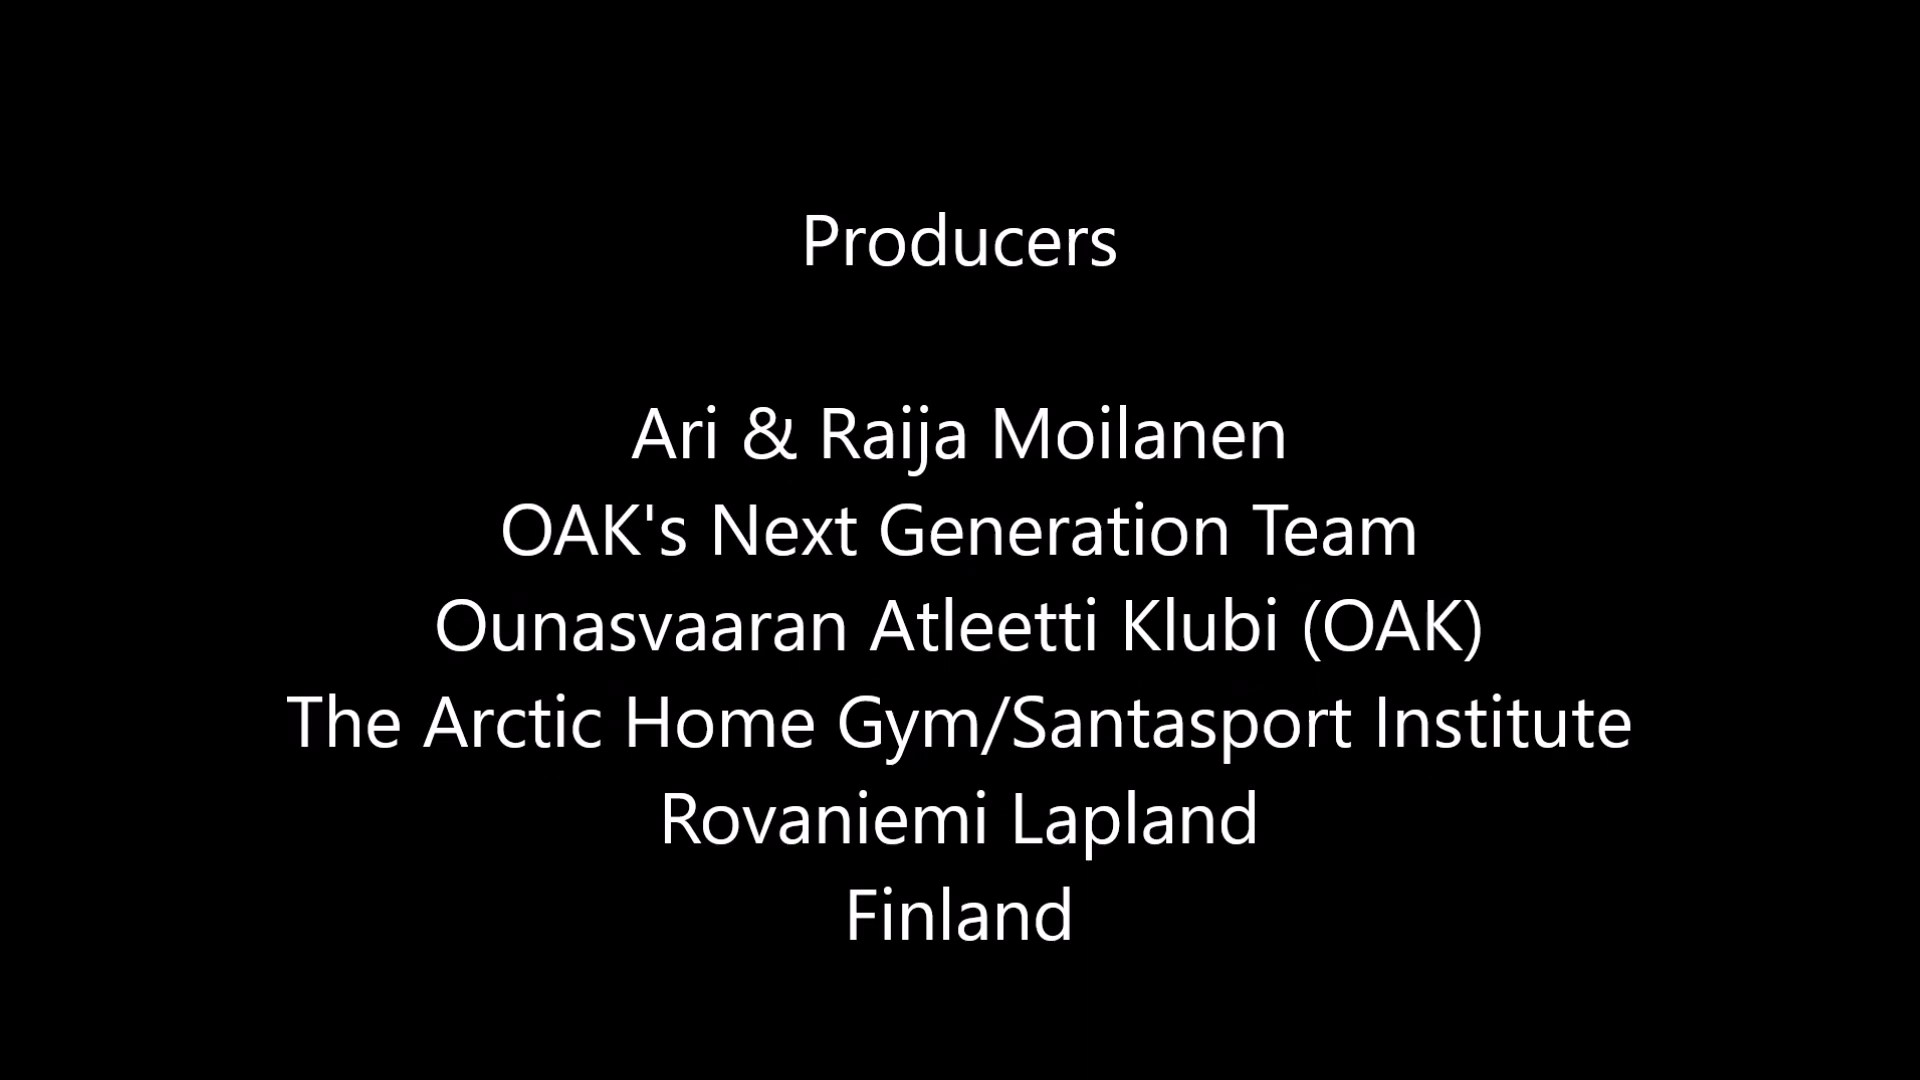 Producers
Ari & Raija Moilanen
OAK's Next Generation Team
Ounasvaaran Atleetti Klubi (OAK)
The Arctic Home Gym/Santasport Institute
Rovaniemi Lapland
Finland